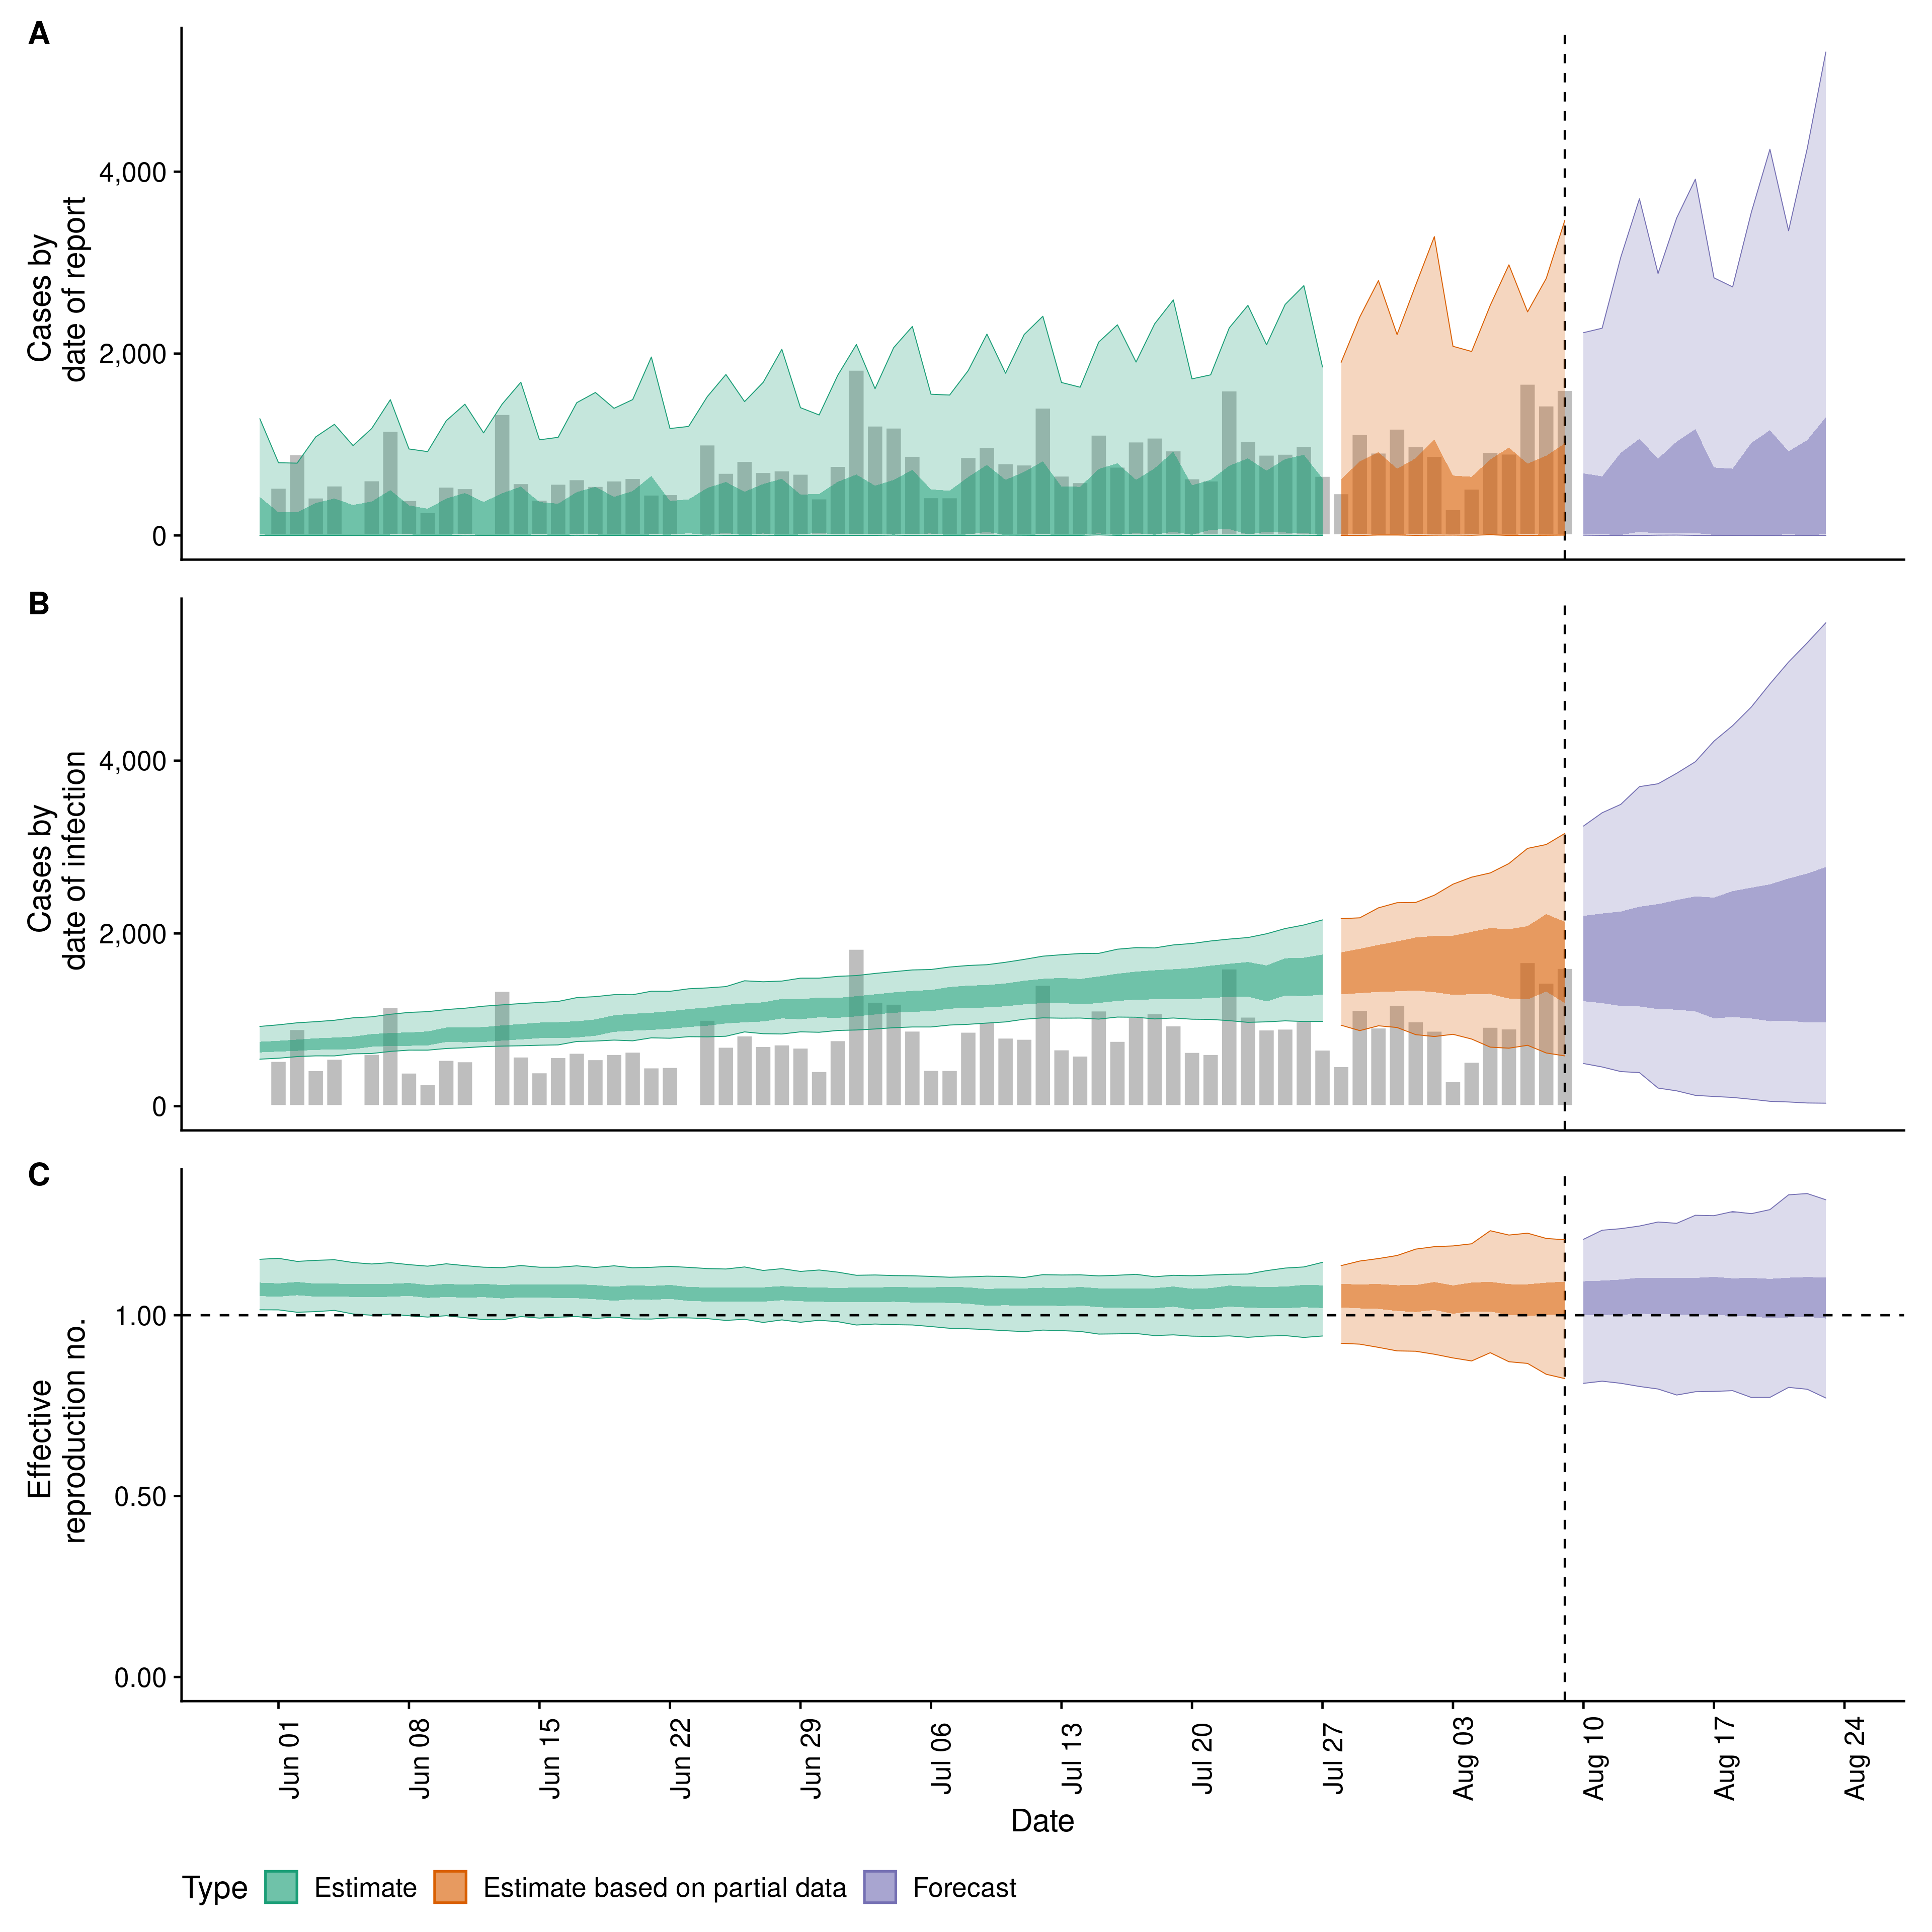 A
Cases by
date of report
4,000
2,000
0
B
Cases by
date of infection
4,000
2,000
0
C
Effective
reproduction no.
1.00
0.50
0.00
Jun 01
Jun 08
Jun 15
Jun 22
Jun 29
Jul 06
Jul 13
Jul 20
Jul 27
Aug 03
Aug 10
Aug 17
Aug 24
Date
Type Estimate Estimate based on partial data Forecast